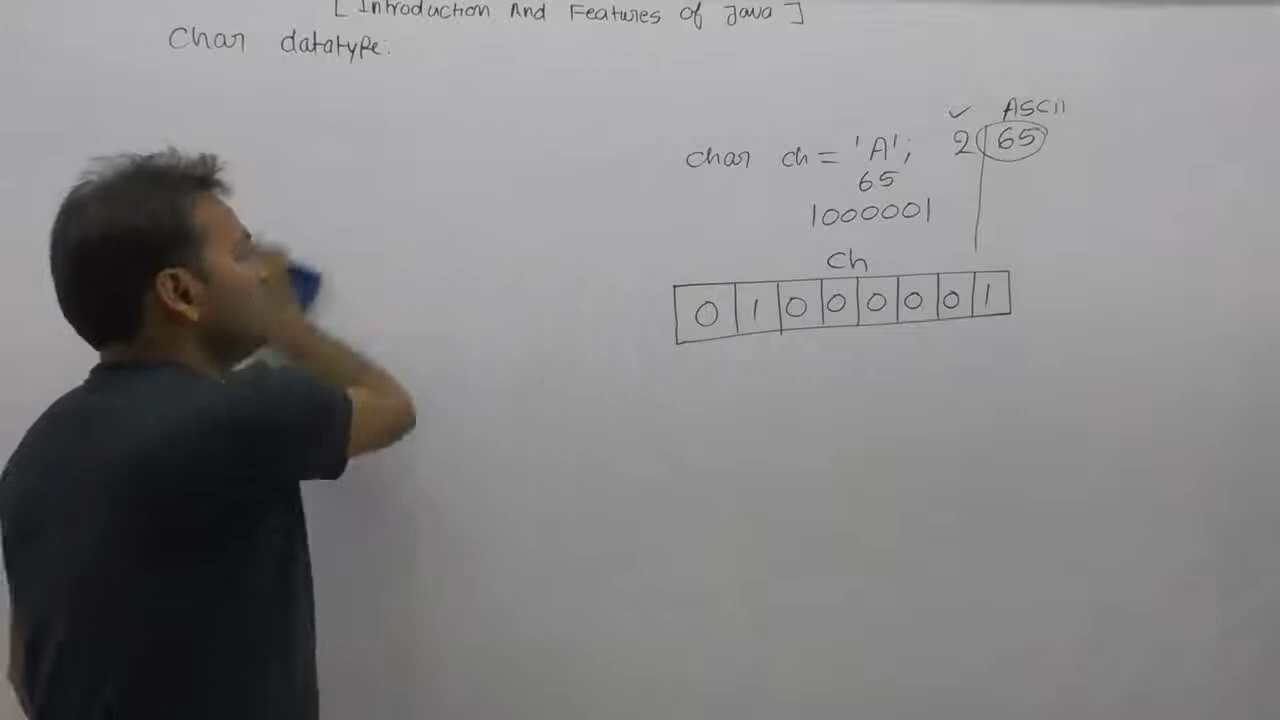 [ Introduction And Features Of Java ]
Char datatype:
✓ ASCII
char ch = 'A'; 2 65
65
1000001
ch
0 1 0 0 0 0 0 1